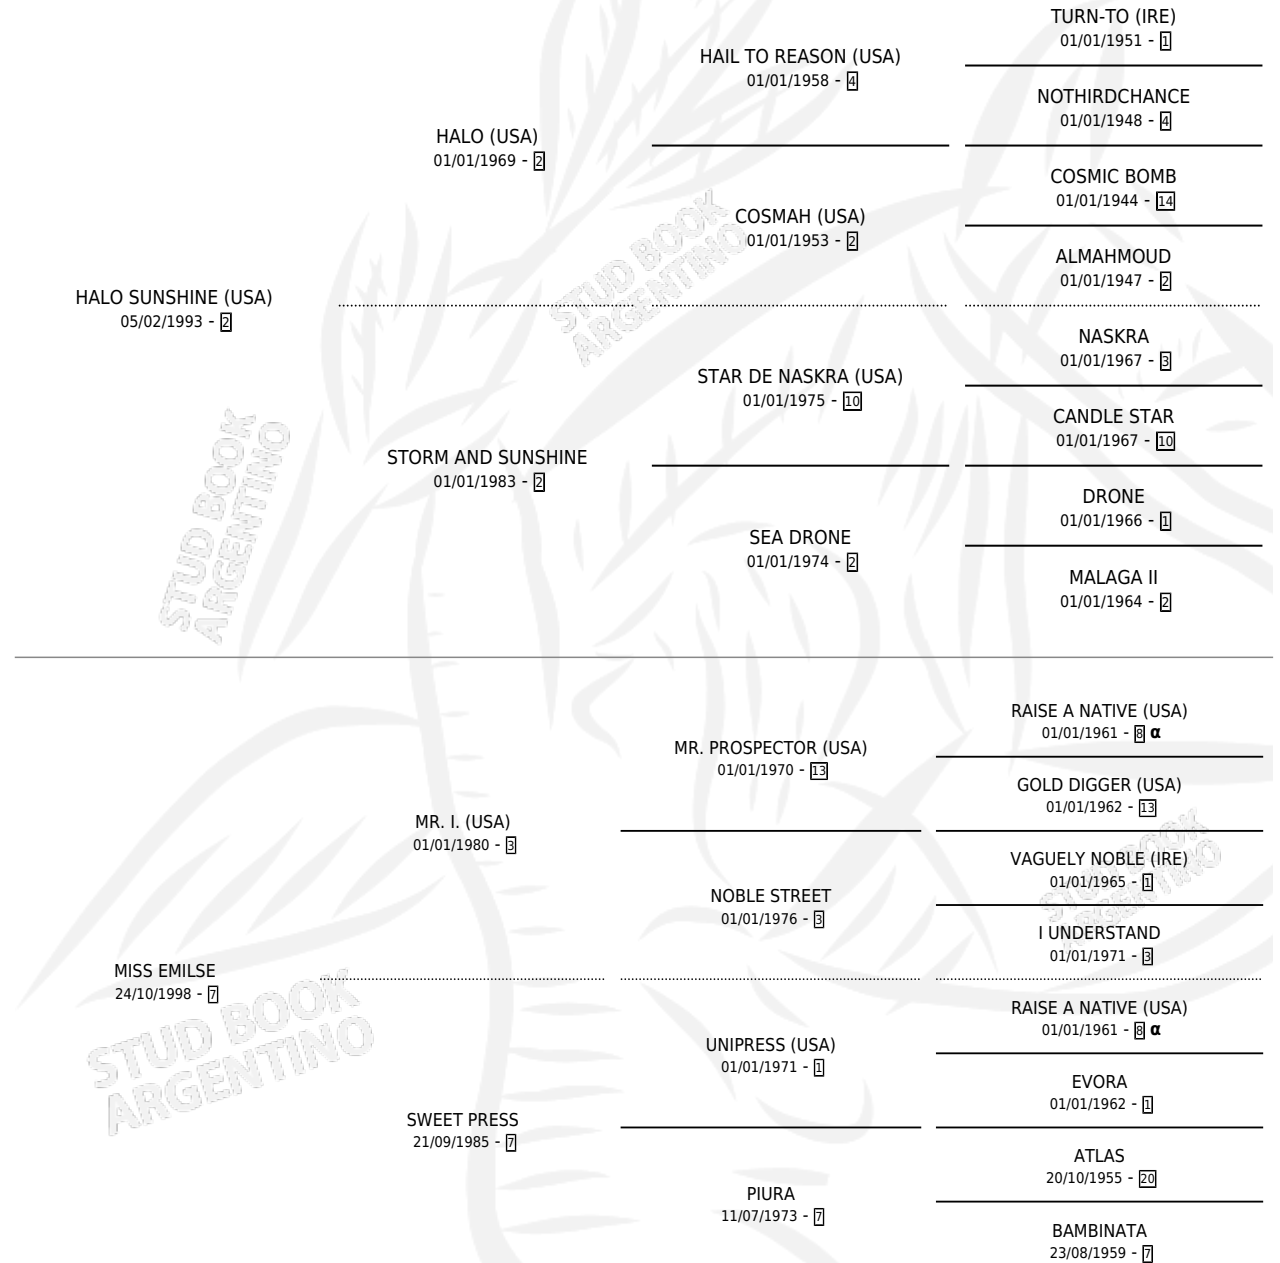 TURN-TO (IRE)
01/01/1951 - 1
HAIL TO REASON (USA)
01/01/1958 - 4
NOTHIRDCHANCE
01/01/1948 - 4
HALO (USA)
01/01/1969 - 2
COSMIC BOMB
01/01/1944 - 14
COSMAH (USA)
01/01/1953 - 2
ALMAHMOUD
01/01/1947 - 2
HALO SUNSHINE (USA)
05/02/1993 - 2
NASKRA
01/01/1967 - 3
STAR DE NASKRA (USA)
01/01/1975 - 10
CANDLE STAR
01/01/1967 - 10
STORM AND SUNSHINE
01/01/1983 - 2
DRONE
01/01/1966 - 1
SEA DRONE
01/01/1974 - 2
MALAGA II
01/01/1964 - 2
RAISE A NATIVE (USA)
01/01/1961 - 8 α
MR. PROSPECTOR (USA)
01/01/1970 - 13
GOLD DIGGER (USA)
01/01/1962 - 13
MR. I. (USA)
01/01/1980 - 3
VAGUELY NOBLE (IRE)
01/01/1965 - 1
NOBLE STREET
01/01/1976 - 3
I UNDERSTAND
01/01/1971 - 3
MISS EMILSE
24/10/1998 - 7
RAISE A NATIVE (USA)
01/01/1961 - 8 α
UNIPRESS (USA)
01/01/1971 - 1
EVORA
01/01/1962 - 1
SWEET PRESS
21/09/1985 - 7
ATLAS
20/10/1955 - 20
PIURA
11/07/1973 - 7
BAMBINATA
23/08/1959 - 7
STUD BOOK
ARGENTINO
STUD BOOK
ARGENTINO
STUD BOOK
ARGENTINO
STUD BOOK
ARGENTINO